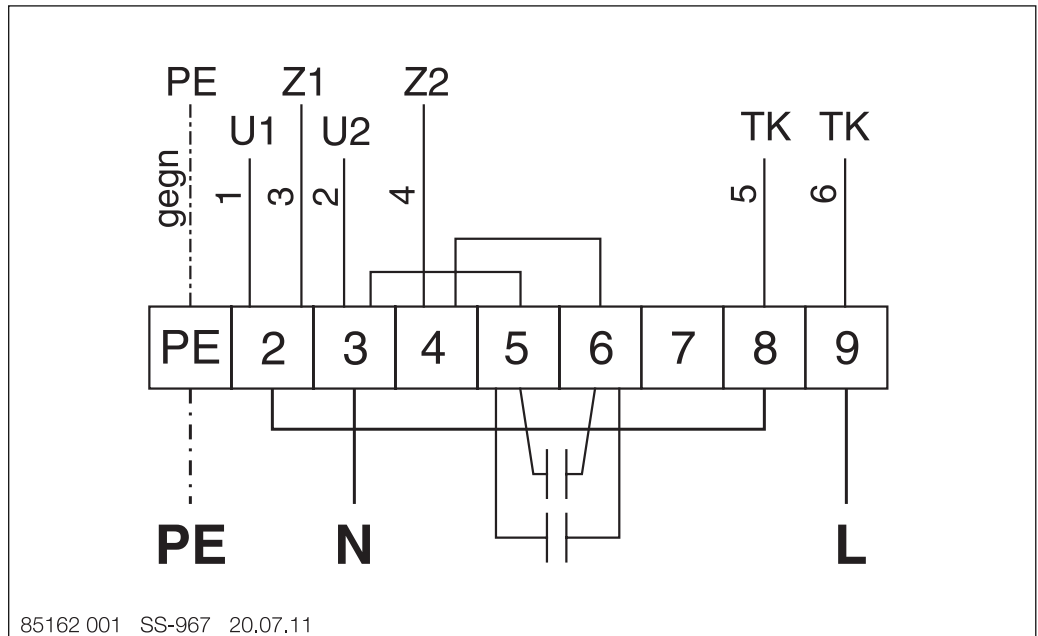 PE Z1 Z2
U1 U2 TK TK
gegn 1 3 2 4 5 6
PE 2 3 4 5 6 7 8 9
PE N L
85162 001 SS-967 20.07.11